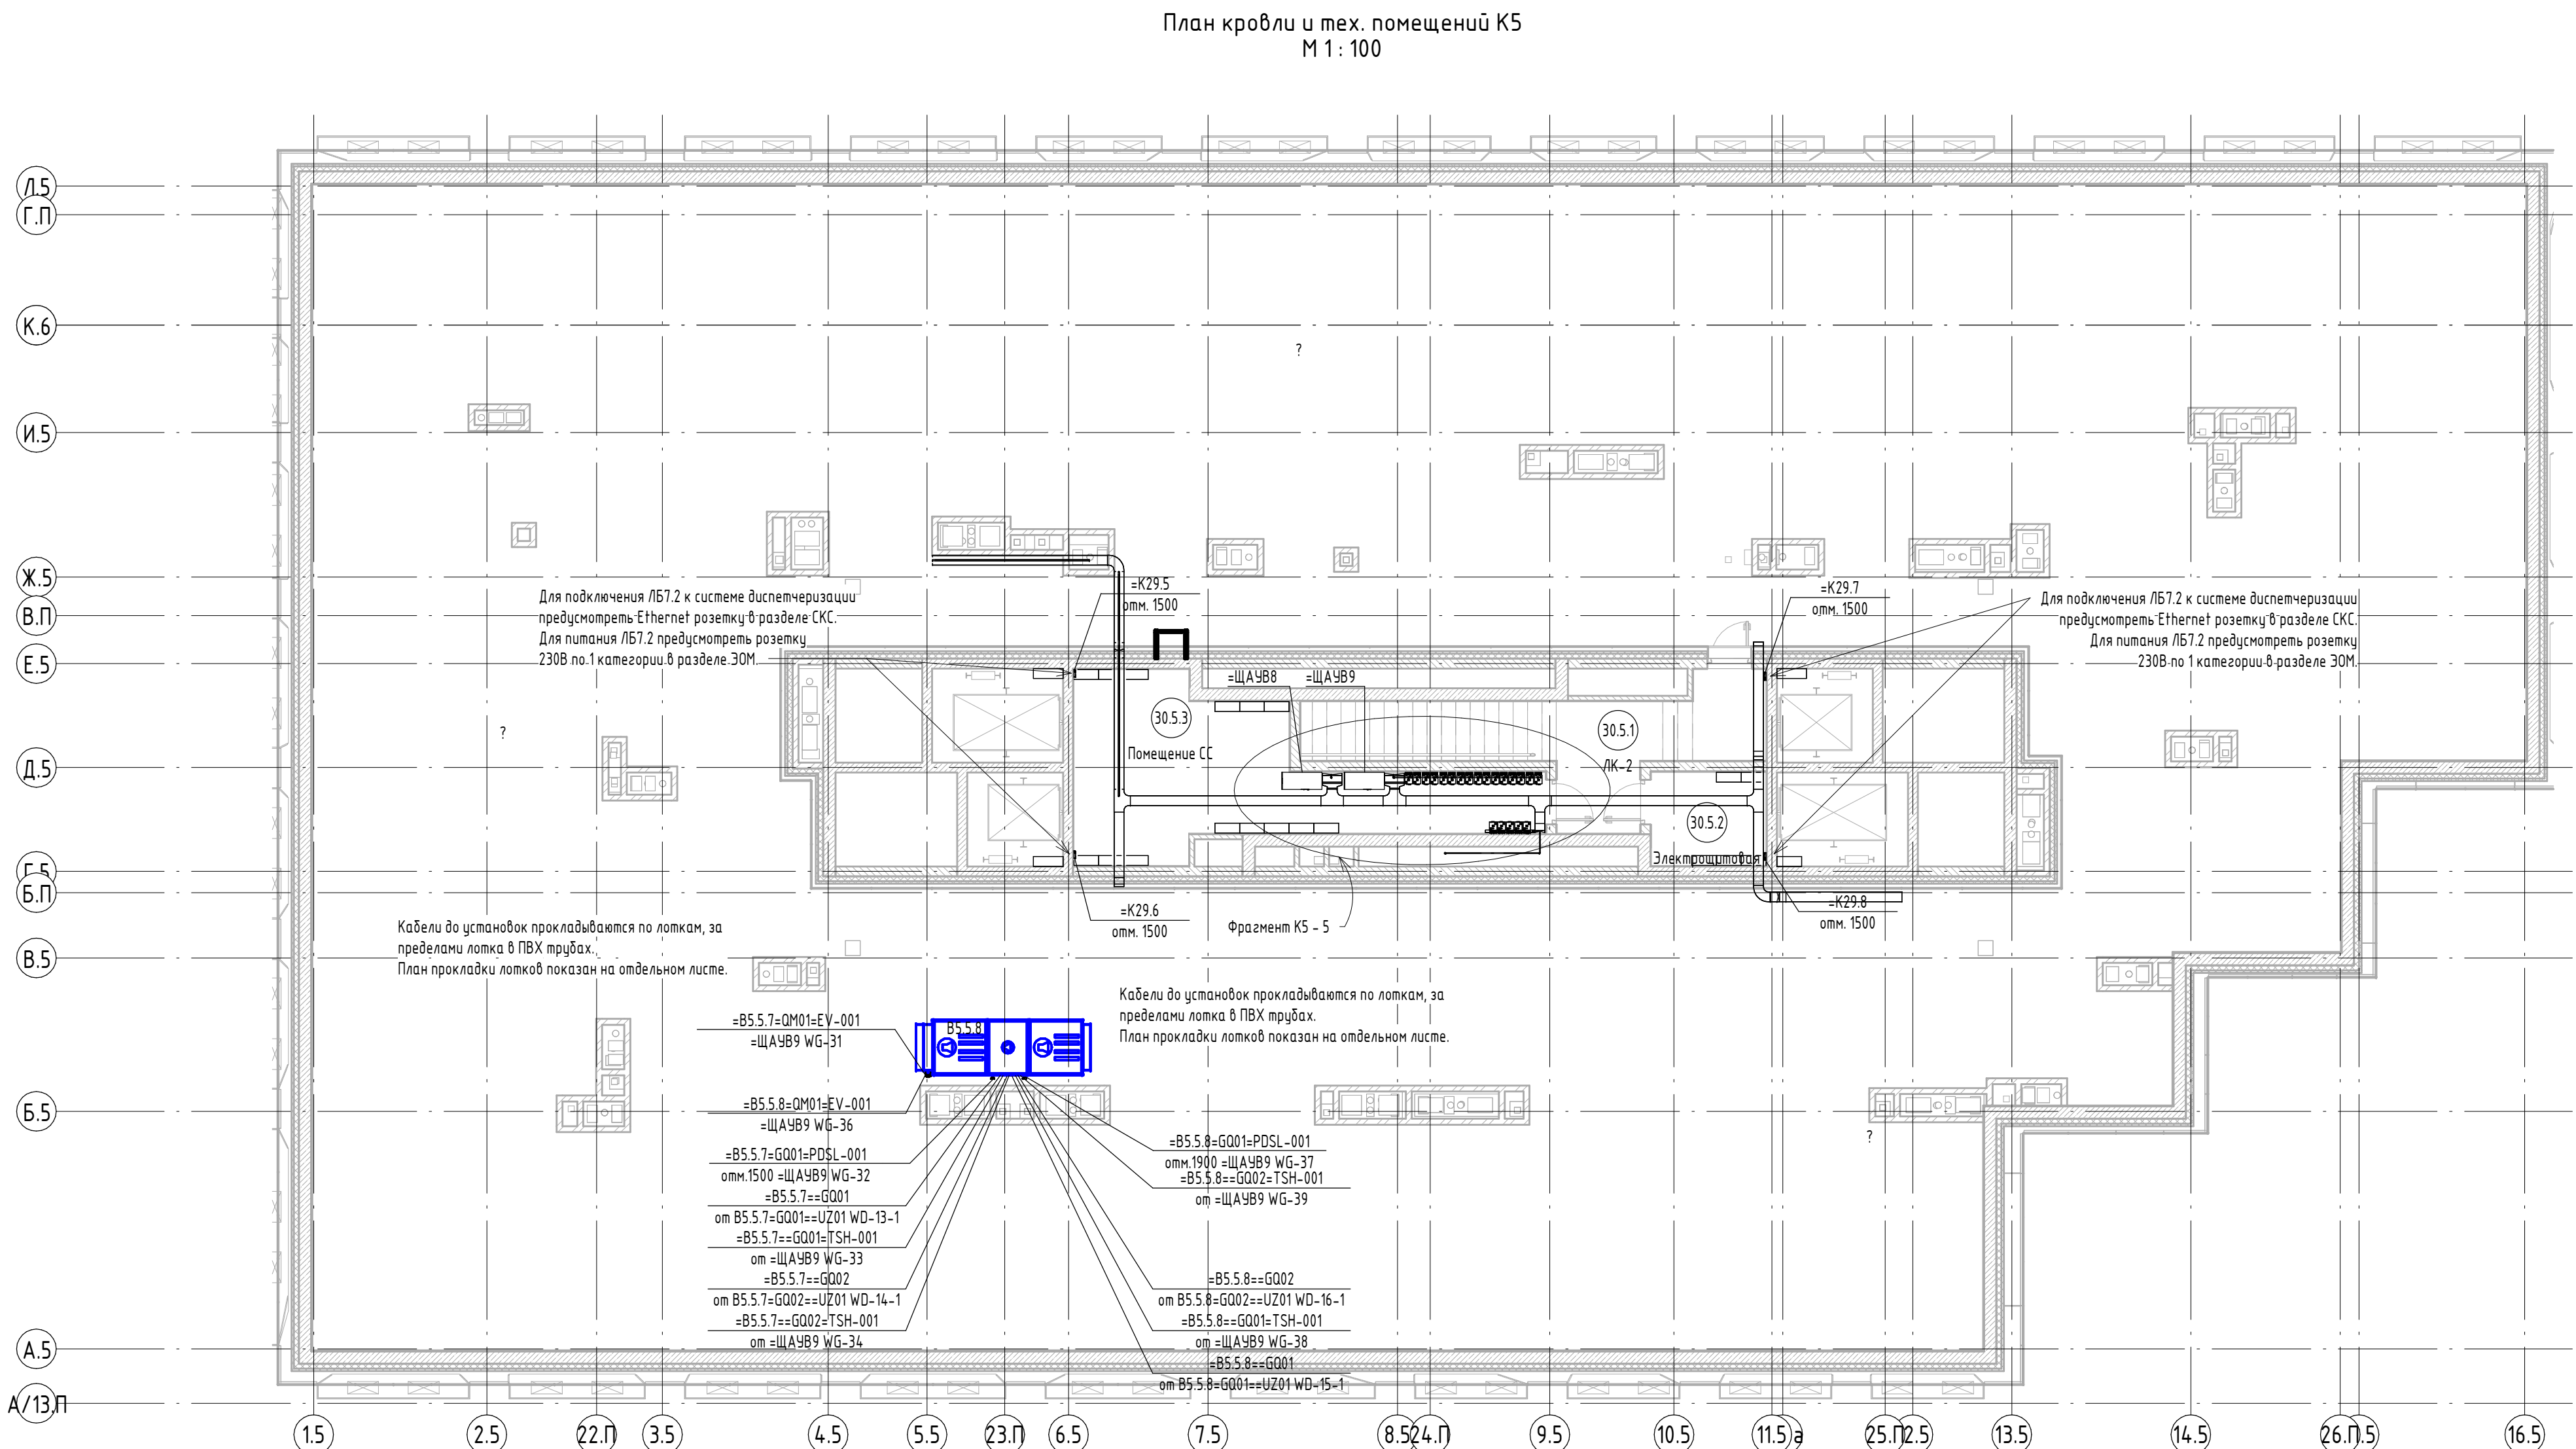 План кровли и тех. помещений К5
М 1 : 100
Л.5
Г.П
К.6
И.5
Ж.5
В.П
Е.5
Д.5
Г.5
Б.П
В.5
Б.5
А.5
А/13.П
?
?
?
Для подключения ЛБ7.2 к системе диспетчеризации
предусмотреть Ethernet розетку в разделе СКС.
Для питания ЛБ7.2 предусмотреть розетку
230В по 1 категории в разделе ЭОМ.
=К29.5
отм. 1500
=К29.7
отм. 1500
Для подключения ЛБ7.2 к системе диспетчеризации
предусмотреть Ethernet розетку в разделе СКС.
Для питания ЛБ7.2 предусмотреть розетку
230В по 1 категории в разделе ЭОМ.
=ЩАУВ8
=ЩАУВ9
30.5.3
Помещение СС
30.5.1
ЛК-2
30.5.2
Электрощитовая
=К29.6
отм. 1500
Фрагмент К5 - 5
=К29.8
отм. 1500
Кабели до установок прокладываются по лоткам, за
пределами лотка в ПВХ трубах.
План прокладки лотков показан на отдельном листе.
Кабели до установок прокладываются по лоткам, за
пределами лотка в ПВХ трубах.
План прокладки лотков показан на отдельном листе.
В5.5.8
=В5.5.7=QM01=EV-001
=ЩАУВ9 WG-31
=В5.5.8=QM01=EV-001
=ЩАУВ9 WG-36
=В5.5.7=GQ01=PDSL-001
отм.1500 =ЩАУВ9 WG-32
=В5.5.7==GQ01
от В5.5.7=GQ01==UZ01 WD-13-1
=В5.5.7==GQ01=TSH-001
от =ЩАУВ9 WG-33
=В5.5.7==GQ02
от В5.5.7=GQ02==UZ01 WD-14-1
=В5.5.7==GQ02=TSH-001
от =ЩАУВ9 WG-34
=В5.5.8=GQ01=PDSL-001
отм.1900 =ЩАУВ9 WG-37
=В5.5.8==GQ02=TSH-001
от =ЩАУВ9 WG-39
=В5.5.8==GQ02
от В5.5.8=GQ02==UZ01 WD-16-1
=В5.5.8==GQ01=TSH-001
от =ЩАУВ9 WG-38
=В5.5.8==GQ01
от В5.5.8=GQ01==UZ01 WD-15-1
1.5
2.5
22.П
3.5
4.5
5.5
23.П
6.5
7.5
8.5
24.П
9.5
10.5
11.5
а
25.П
2.5
13.5
14.5
26.П
.5
16.5